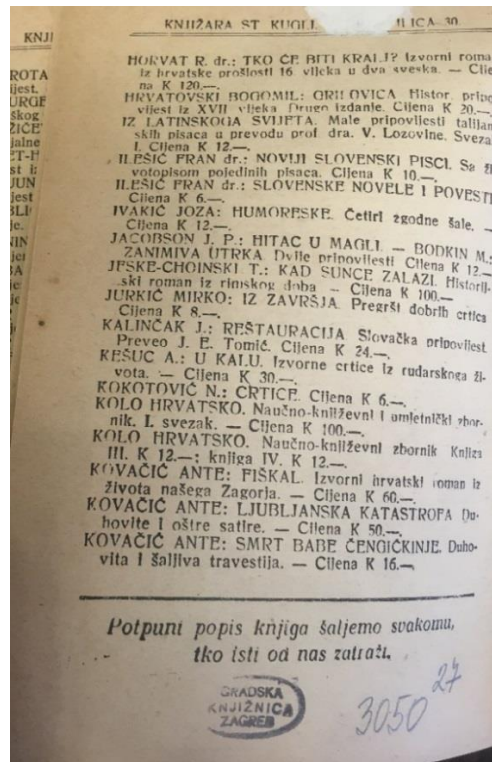 KNJIŽARA ST. KUGLI ILICA 30.
HORVAT R. dr.: TKO ĆE BITI KRALJ? Izvorni roma
iz hrvatske prošlosti 16 vijeka u dva sveska. — Cije
na K 120.—.
HRVATOVSKI BOGOMIL: GRILOVICA Histor. pripo
vijest iz XVII vijeka Drugo izdanje. Cijena K 20.—.
IZ LATINSKOGA SVIJETA. Male pripovijesti talijan
skih pisaca u prevodu prof dra. V. Lozovine. Sveza
I. Cijena K 12.—.
ILEŠIĆ FRAN dr.: NOVIJI SLOVENSKI PISCI. Sa ži
votopisom pojedinih pisaca. Cijena K 10.—.
ILEŠIĆ FRAN dr.: SLOVENSKE NOVELE I POVESTI
Cijena K 6.—.
IVAKIĆ JOZA: HUMORESKE. Četiri zgodne šale. —
Cijena K 12.—.
JACOBSON J. P.: HITAC U MAGLI. — BODKIN M.:
ZANIMIVA UTRKA. Dvije pripovijesti Cijena K 12.—
JESKE-CHOINSKI T.: KAD SUNCE ZALAZI. Historij-
ski roman iz rimskog doba — Cijena K 100.—
JURKIĆ MIRKO: IZ ZAVRŠJA. Pregršt dobrih crtica
Cijena K 8.—.
KALINČAK J.: REŠTAURACIJA Slovačka pripovijest
Preveo J. E. Tomić. Cijena K 24.—.
KEŠUC A.: U KALU. Izvorne crtice iz rudarskoga ži-
vota. — Cijena K 30.—.
KOKOTOVIĆ N.: CRTICE. Cijena K 6.—.
KOLO HRVATSKO. Naučno-književni i umjetnički zbor-
nik. I. svezak. — Cijena K 100.—.
KOLO HRVATSKO. Naučno-književni zbornik Knjiga
III. K 12.—; knjiga IV. K 12.—.
KOVAČIĆ ANTE: FIŠKAL. Izvorni hrvatski roman iz
života našega Zagorja. — Cijena K 60.—.
KOVAČIĆ ANTE: LJUBLJANSKA KATASTROFA Du-
hovite i oštre satire. — Cijena K 50.—.
KOVAČIĆ ANTE: SMRT BABE ČENGIĆKINJE. Duho-
vita i šaljiva travestija. — Cijena K 16.—.
Potpuni popis knjiga šaljemo svakomu,
tko isti od nas zatraži.
GRADSKA
KNJIŽNICA
ZAGREB
27
3050